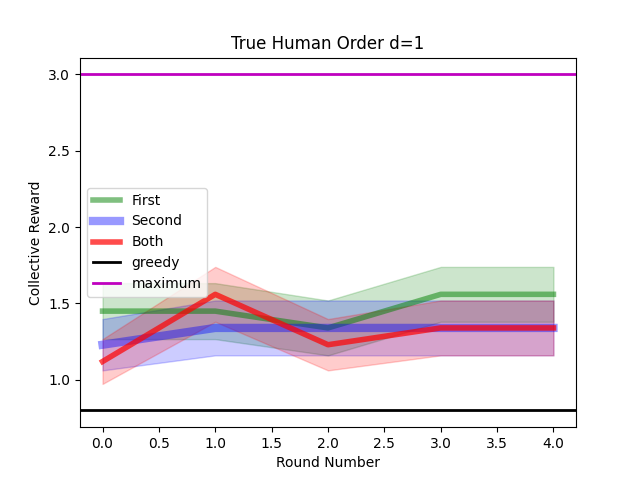 True Human Order d=1
Collective Reward
3.0
2.5
2.0
1.5
1.0
First
Second
Both
greedy
maximum
0.0 0.5 1.0 1.5 2.0 2.5 3.0 3.5 4.0
Round Number